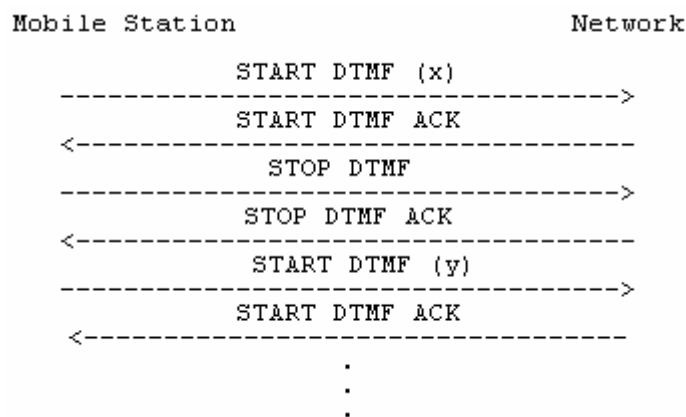 Mobile Station Network
START DTMF (x)
----------------------------------->
START DTMF ACK
<-----------------------------------
STOP DTMF
----------------------------------->
STOP DTMF ACK
<-----------------------------------
START DTMF (y)
----------------------------------->
START DTMF ACK
<----------------------------------
.
.
.